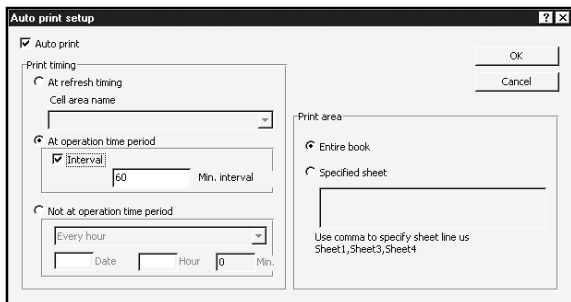 Auto print setup
Auto print
OK
Cancel
Print timing
At refresh timing
Cell area name
At operation time period
Interval
60 Min. interval
Not at operation time period
Every hour
Date Hour 0 Min.
Print area
Entire book
Specified sheet
Use comma to specify sheet line us
Sheet1,Sheet3,Sheet4